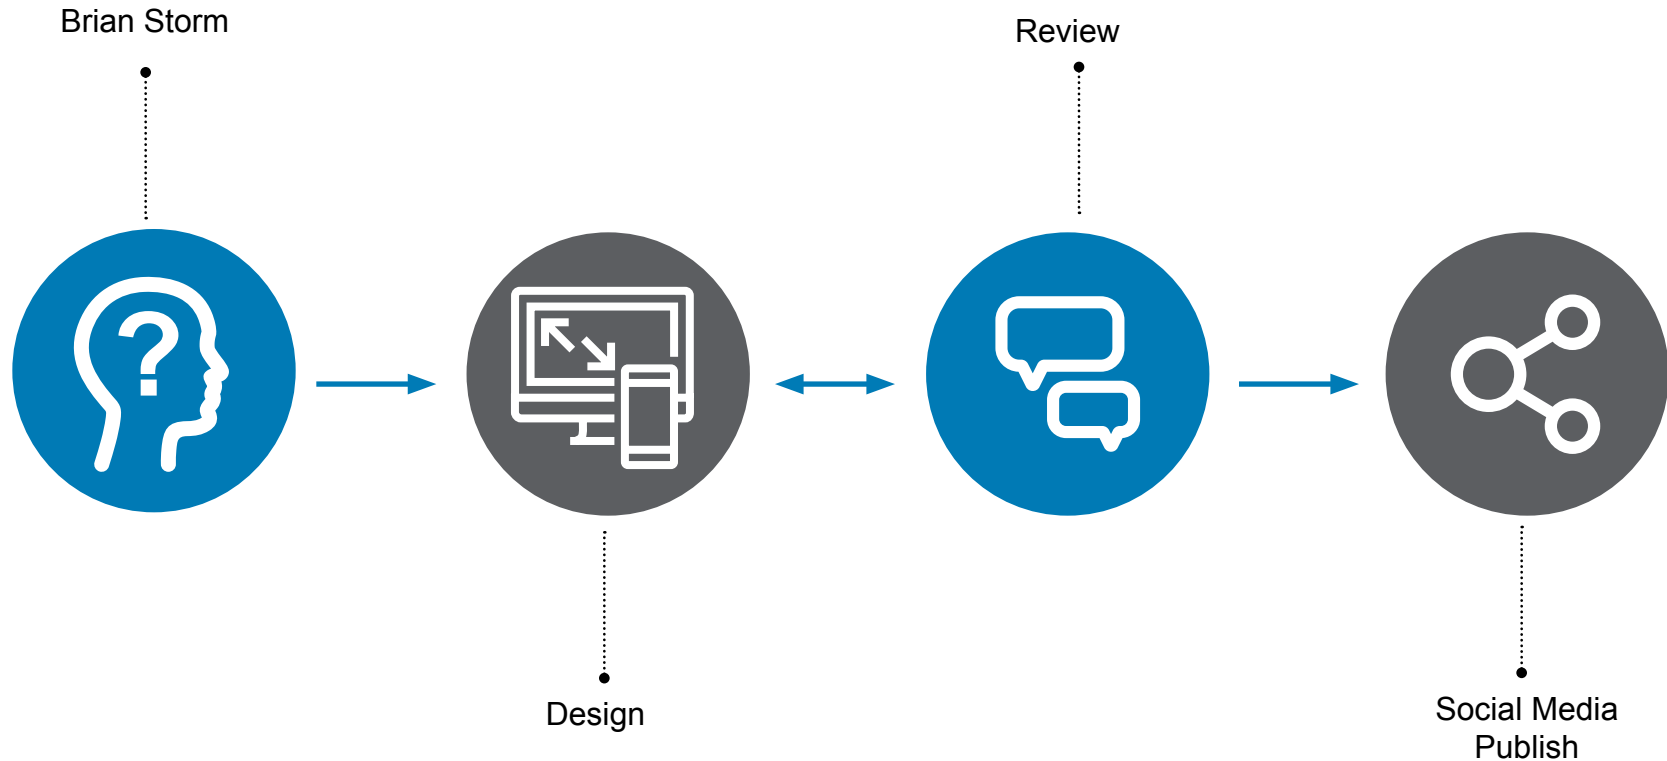 Brian Storm
Review
?
Design
Social Media
Publish